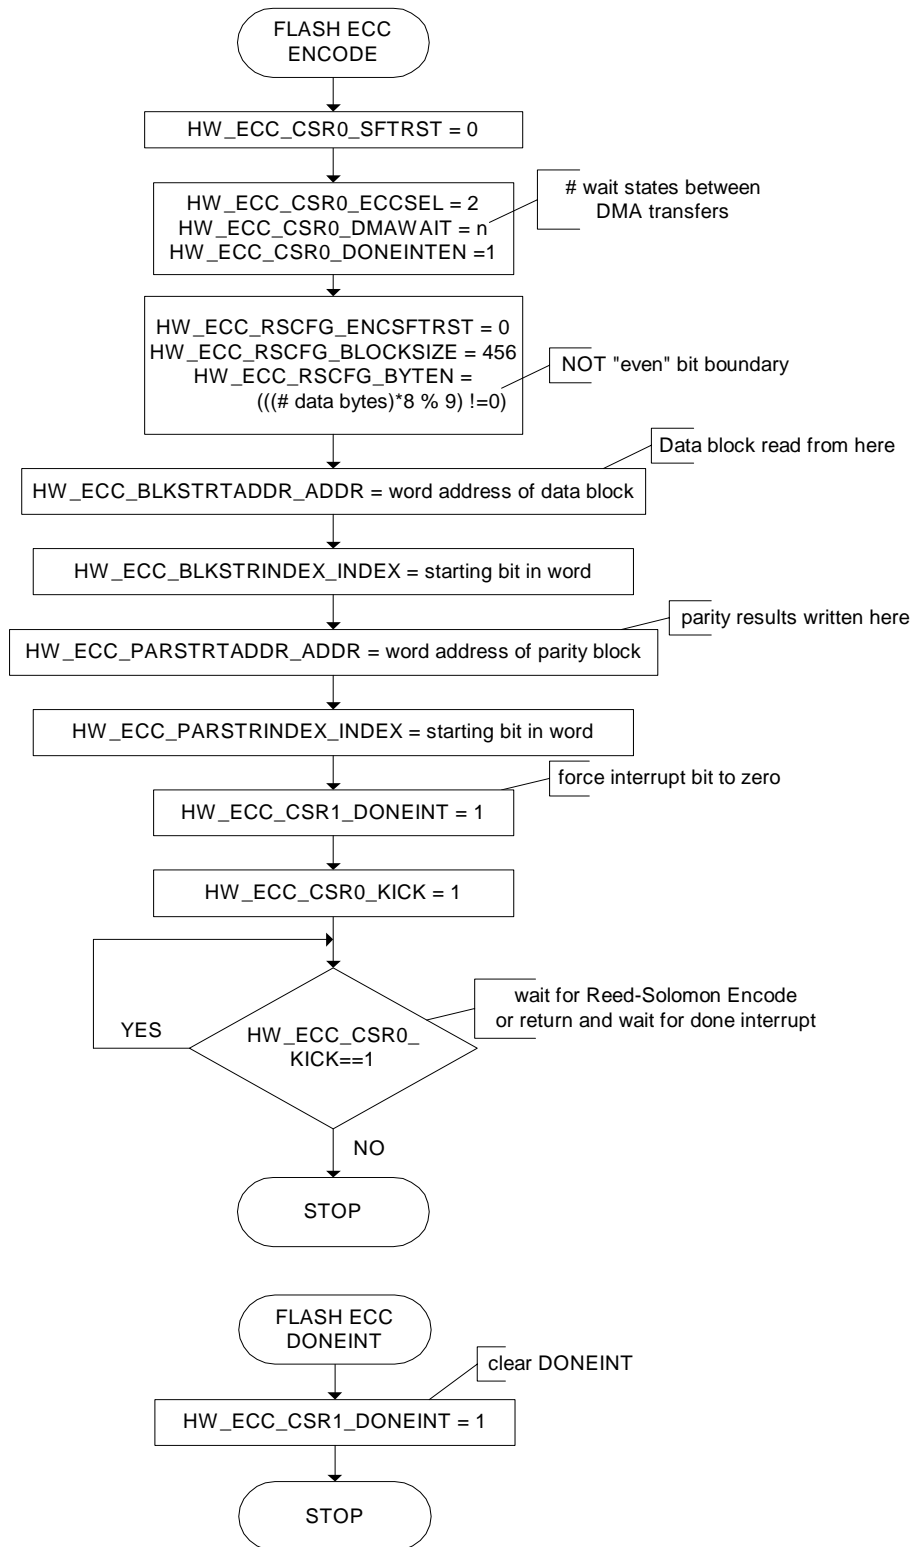 FLASH ECC
ENCODE
HW_ECC_CSR0_SFTRST = 0
HW_ECC_CSR0_ECCSEL = 2
HW_ECC_CSR0_DMAWAIT = n
HW_ECC_CSR0_DONEINTEN =1
# wait states between
DMA transfers
HW_ECC_RSCFG_ENCSFTRST = 0
HW_ECC_RSCFG_BLOCKSIZE = 456
HW_ECC_RSCFG_BYTEN =
(((# data bytes)*8 % 9) !=0)
NOT "even" bit boundary
Data block read from here
HW_ECC_BLKSTRTADDR_ADDR = word address of data block
HW_ECC_BLKSTRINDEX_INDEX = starting bit in word
parity results written here
HW_ECC_PARSTRTADDR_ADDR = word address of parity block
HW_ECC_PARSTRINDEX_INDEX = starting bit in word
force interrupt bit to zero
HW_ECC_CSR1_DONEINT = 1
HW_ECC_CSR0_KICK = 1
wait for Reed-Solomon Encode
or return and wait for done interrupt
YES
HW_ECC_CSR0_
KICK==1
NO
STOP
FLASH ECC
DONEINT
clear DONEINT
HW_ECC_CSR1_DONEINT = 1
STOP